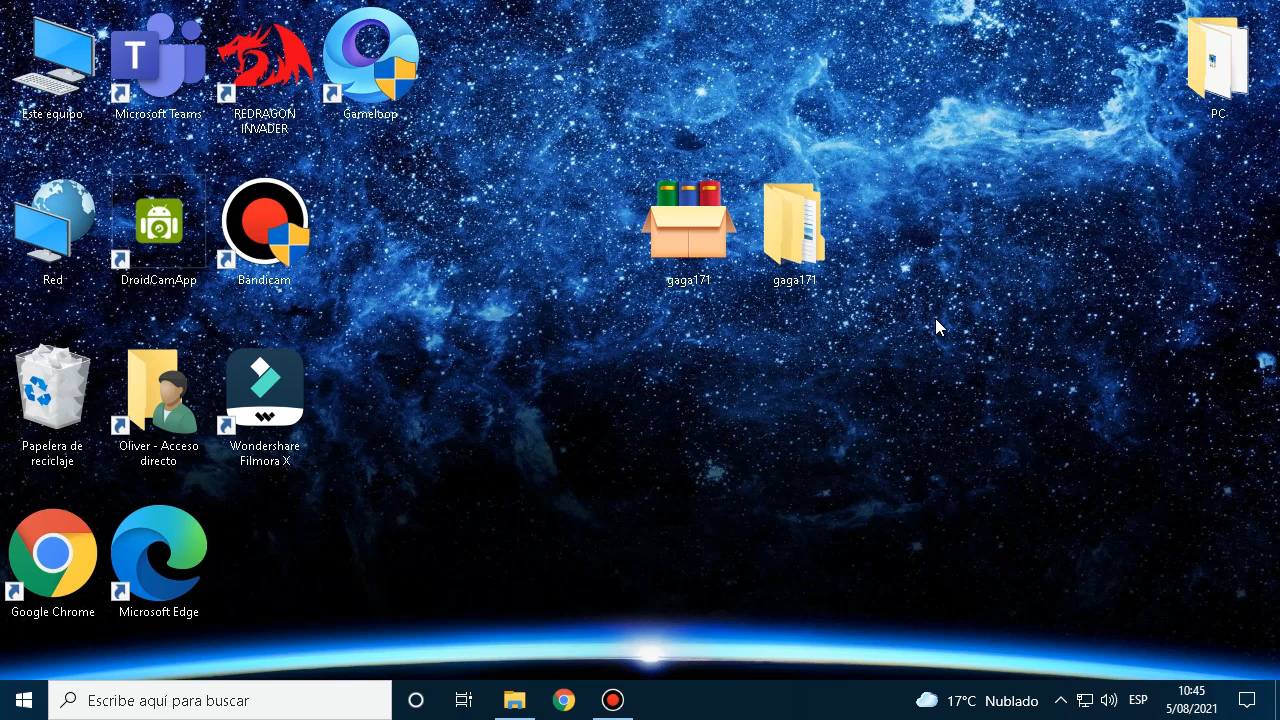 Este equipo
Microsoft Teams
REDRAGON
INVADER
Gameloop
PC
Red
DroidCamApp
Bandicam
gaga171
gaga171
Papelera de
reciclaje
Oliver - Acceso
directo
Wondershare
Filmora X
Google Chrome
Microsoft Edge
Escribe aquí para buscar
17°C Nublado
ESP
10:45
5/08/2021